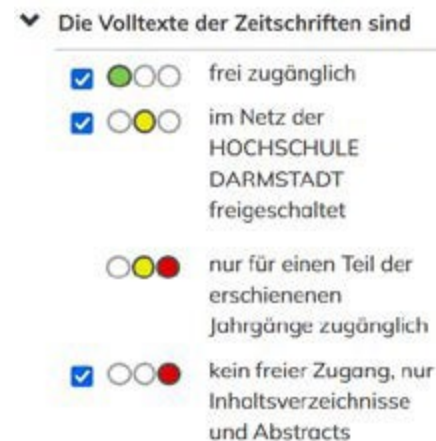 Die Volltexte der Zeitschriften sind
frei zugänglich
im Netz der
HOCHSCHULE
DARMSTADT
freigeschaltet
nur für einen Teil der
erschienenen
Jahrgänge zugänglich
kein freier Zugang, nur
Inhaltsverzeichnisse
und Abstracts